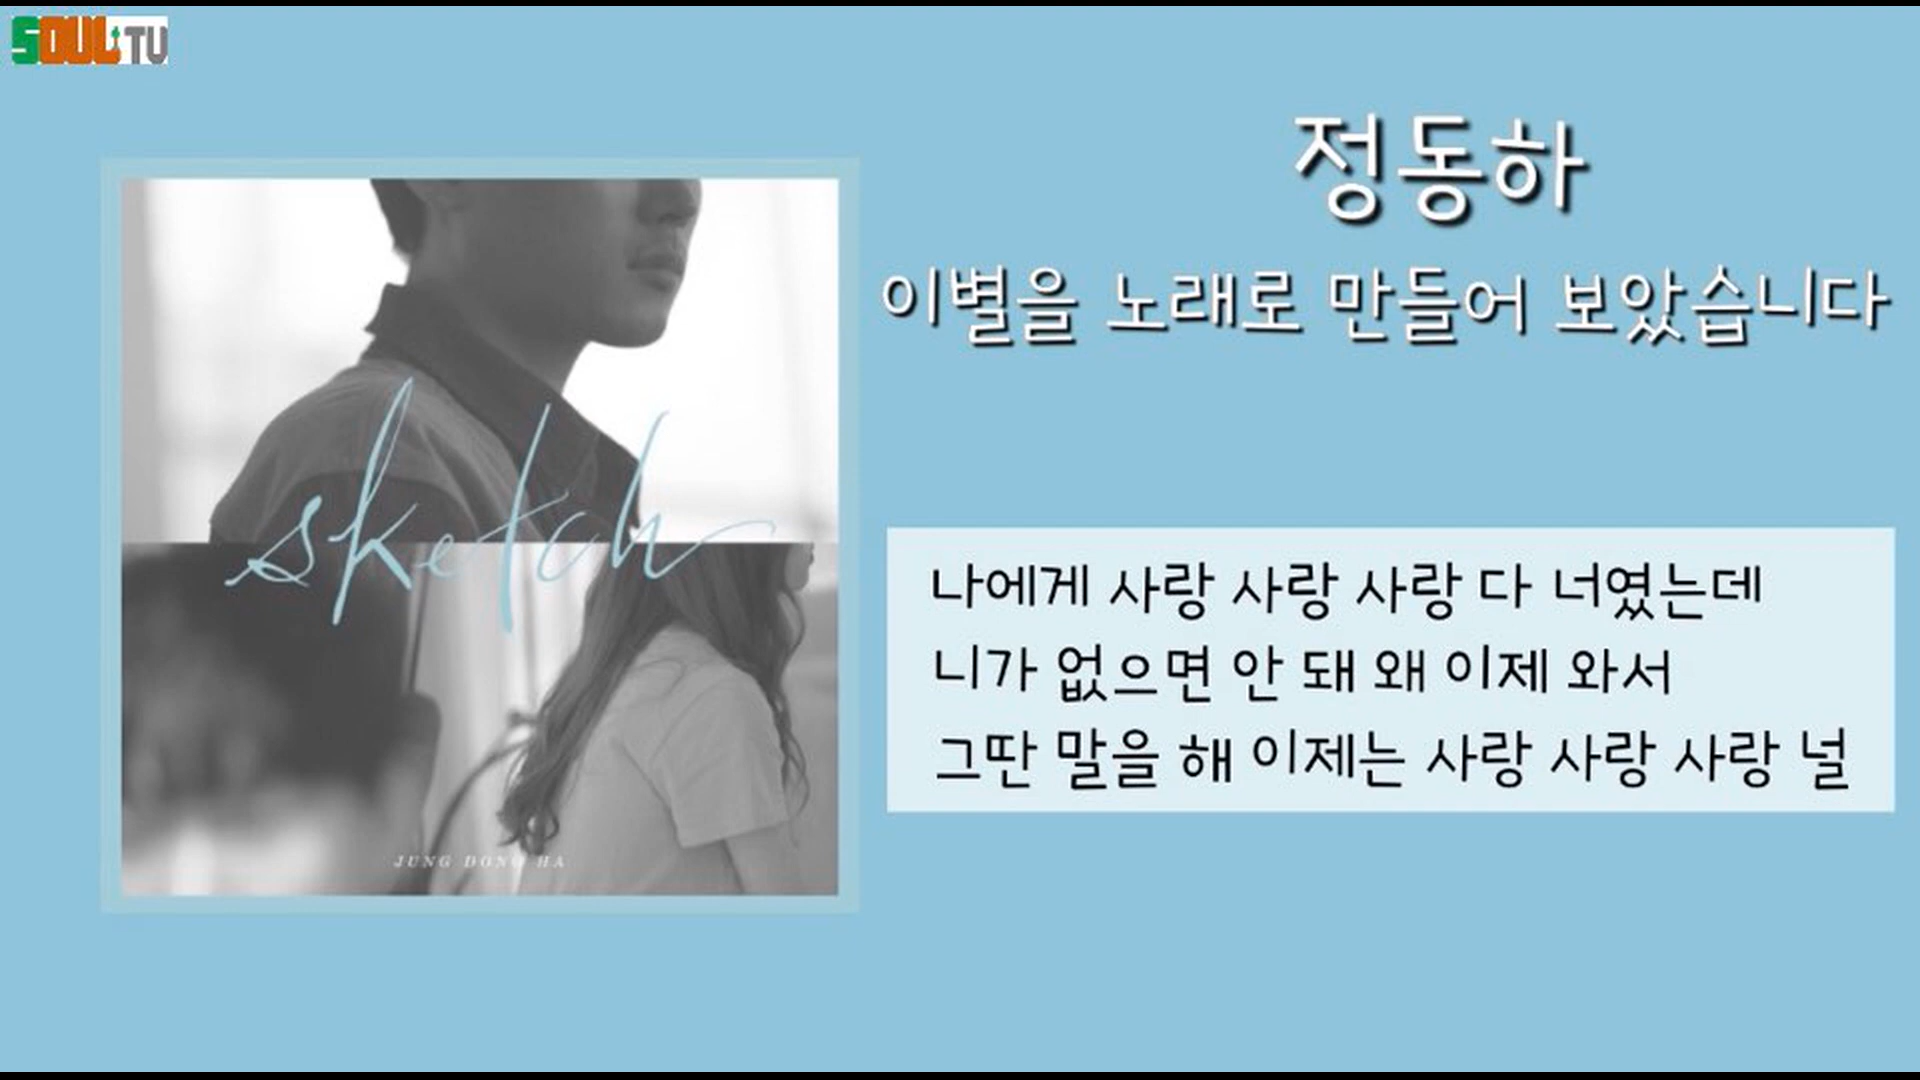 SOUL TV
정동하
이별을 노래로 만들어 보았습니다
sketch
JUNG DONG HA
나에게 사랑 사랑 사랑 다 너였는데
니가 없으면 안 돼 왜 이제 와서
그딴 말을 해 이제는 사랑 사랑 사랑 널